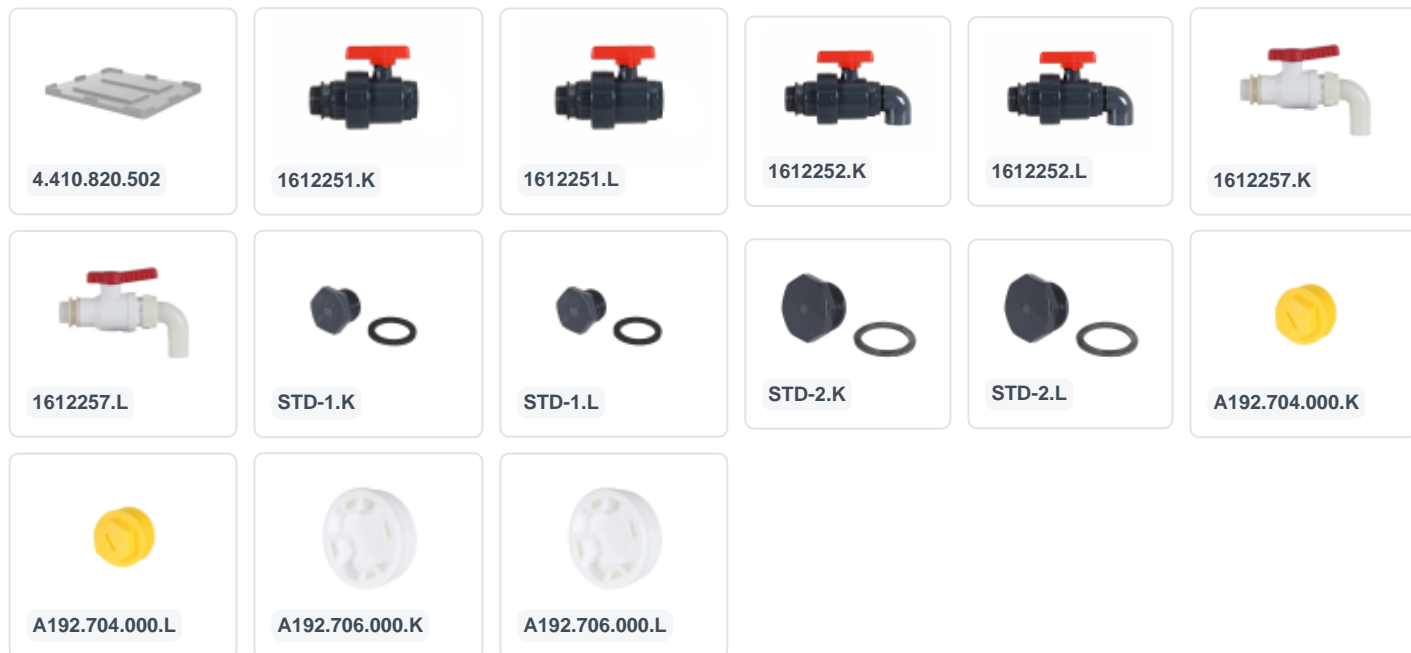 4.410.820.502
1612251.K
1612251.L
1612252.K
1612252.L
1612257.K
1612257.L
STD-1.K
STD-1.L
STD-2.K
STD-2.L
A192.704.000.K
A192.704.000.L
A192.706.000.K
A192.706.000.L